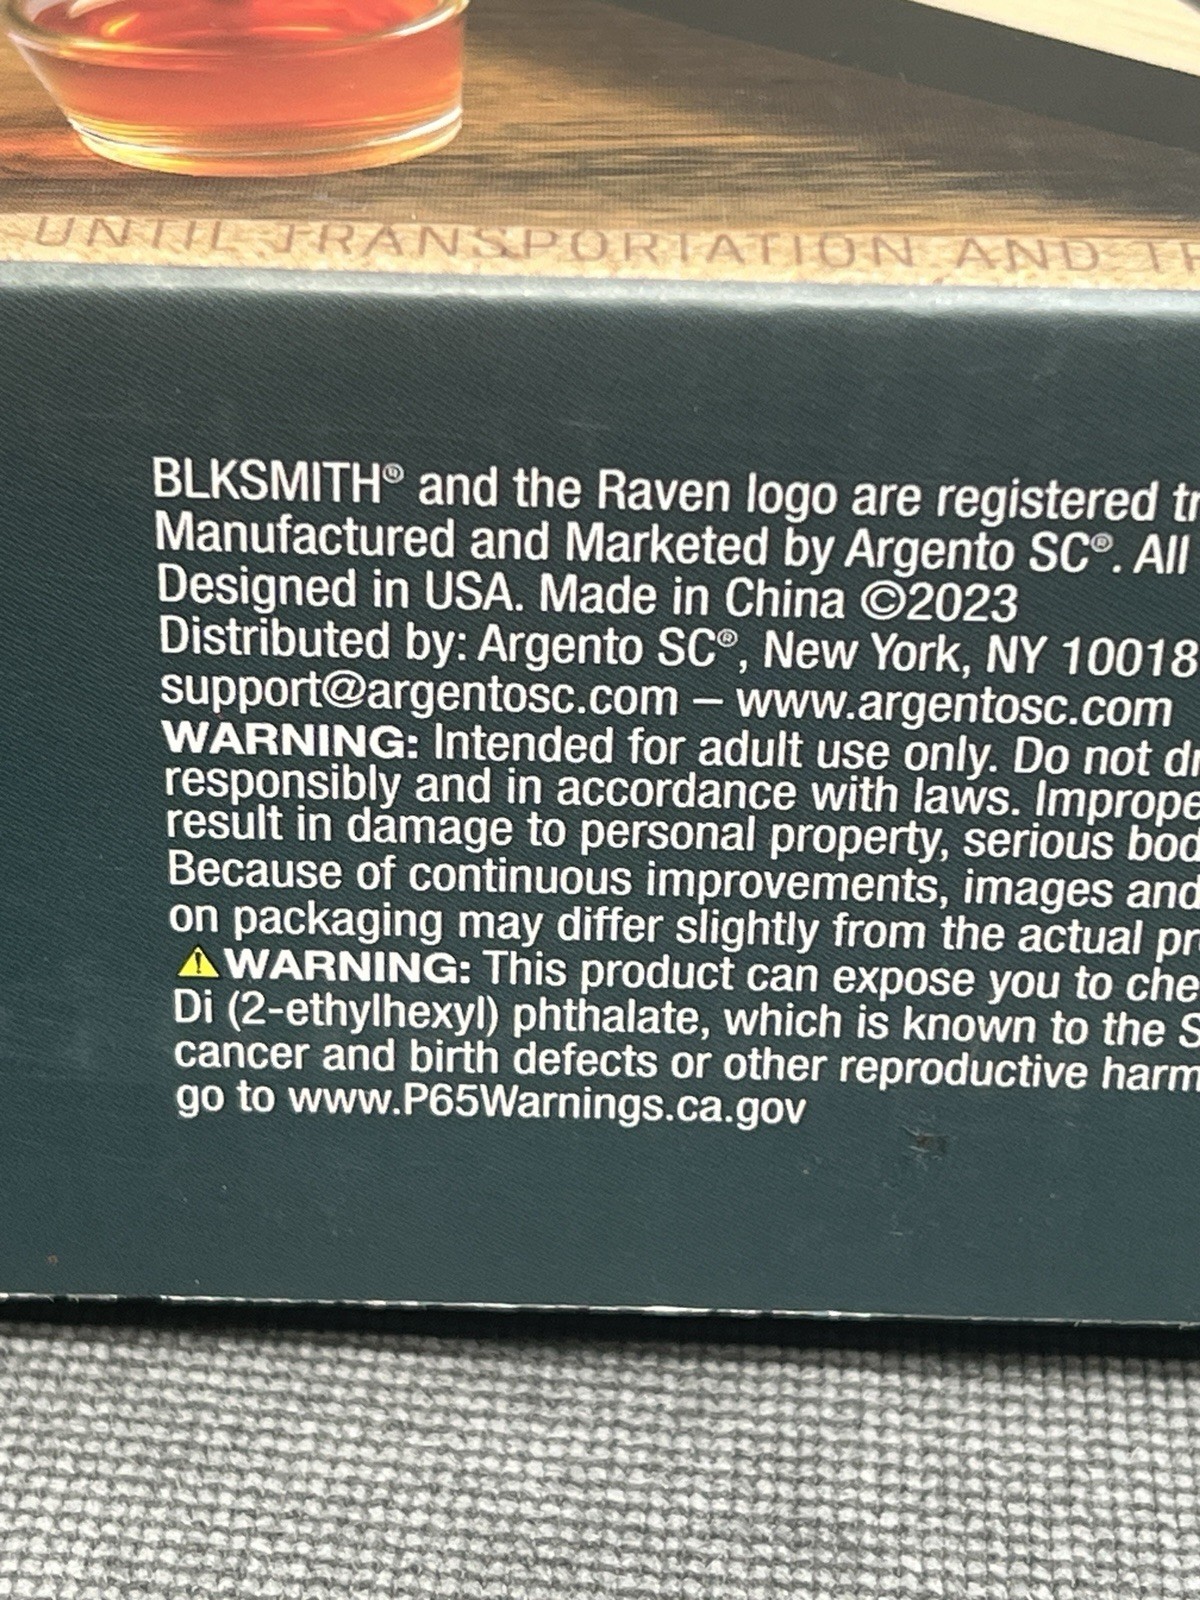 UNTIL TRANSPORTATION AND
BLKSMITH® and the Raven logo are registered
Manufactured and Marketed by Argento SC®. All
Designed in USA. Made in China ©2023
Distributed by: Argento SC®, New York, NY 10018
support@argentosc.com – www.argentosc.com
WARNING: Intended for adult use only. Do not
responsibly and in accordance with laws.
result in damage to personal property, serious
Because of continuous improvements, images and
on packaging may differ slightly from the actual
WARNING: This product can expose you to
Di (2-ethylhexyl) phthalate, which is known to the
cancer and birth defects or other reproductive harm
go to www.P65Warnings.ca.gov